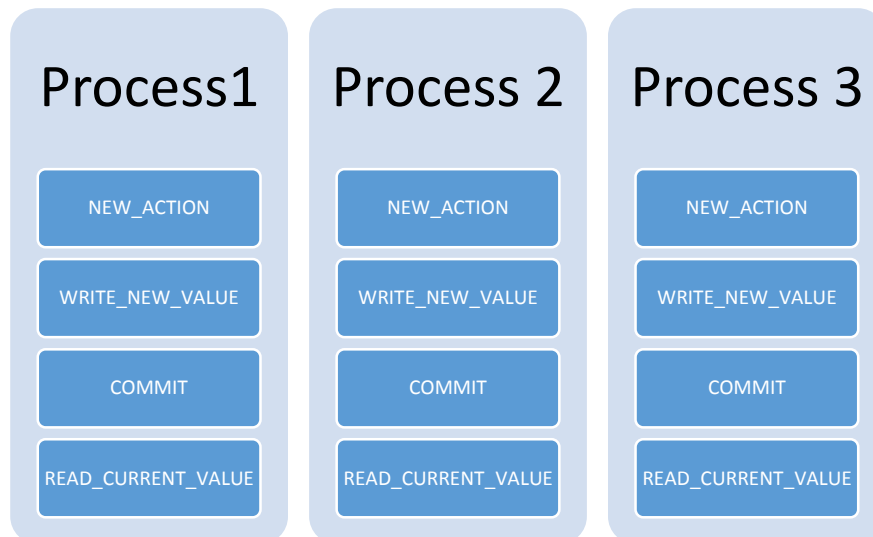 Process1
NEW_ACTION
WRITE_NEW_VALUE
COMMIT
READ_CURRENT_VALUE
Process 2
NEW_ACTION
WRITE_NEW_VALUE
COMMIT
READ_CURRENT_VALUE
Process 3
NEW_ACTION
WRITE_NEW_VALUE
COMMIT
READ_CURRENT_VALUE